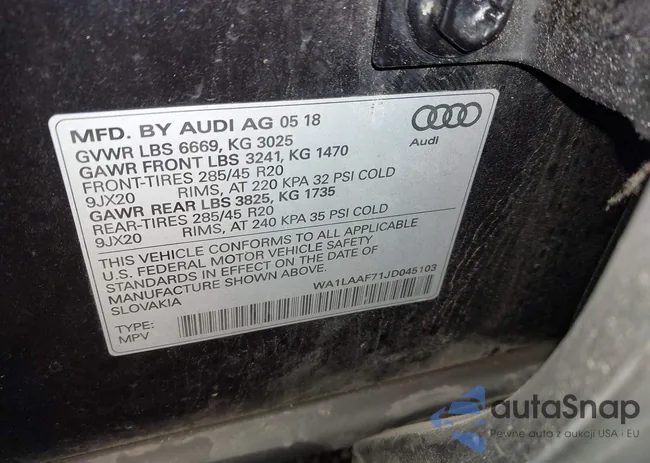 MFD. BY AUDI AG 05 18
GVWR LBS 6669, KG 3025
GAWR FRONT LBS 3241, KG 1470
FRONT-TIRES 285/45 R20
9JX20 RIMS, AT 220 KPA 32 PSI COLD
GAWR REAR LBS 3825, KG 1735
REAR-TIRES 285/45 R20
9JX20 RIMS, AT 240 KPA 35 PSI COLD
Audi
THIS VEHICLE CONFORMS TO ALL APPLICABLE
U.S. FEDERAL MOTOR VEHICLE SAFETY
STANDARDS IN EFFECT ON THE DATE OF
MANUFACTURE SHOWN ABOVE.
SLOVAKIA
WA1LAAF71JD045103
TYPE:
MPV
autaSnap
Pewne auta z aukcji USA · EU